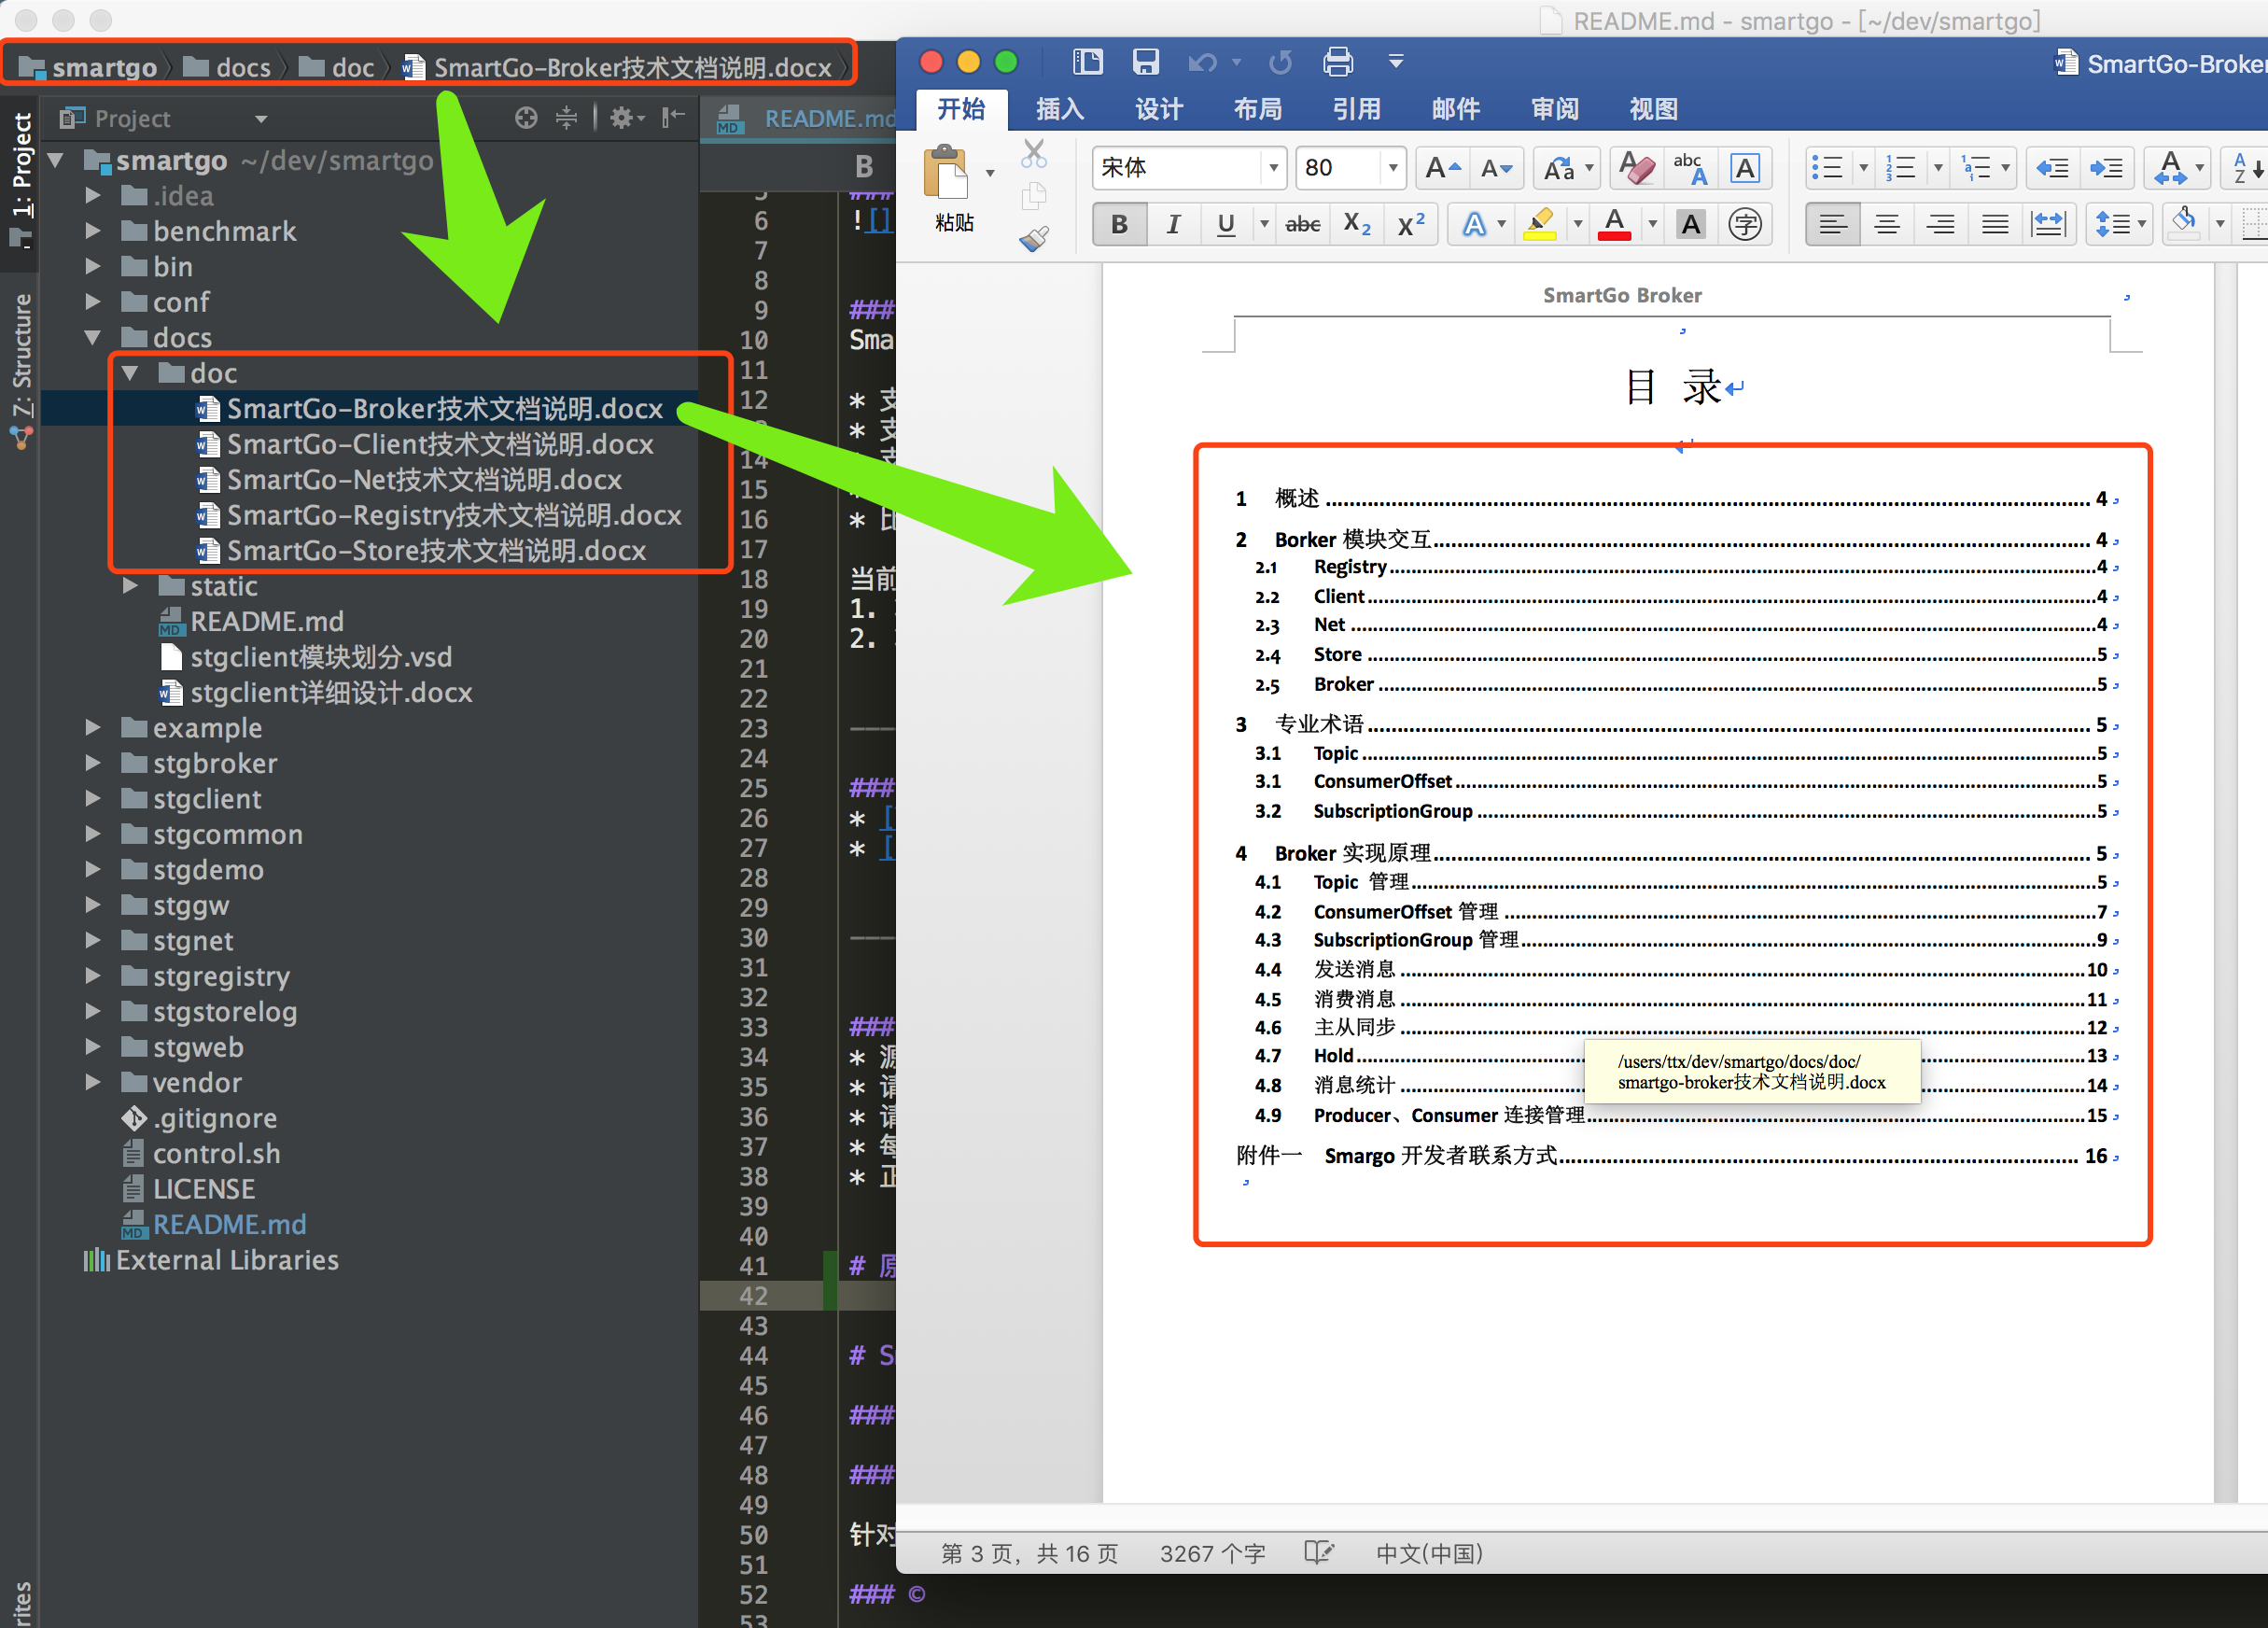 README.md - smartgo - [~/dev/smartgo]
smartgo
docs
doc
SmartGo-Broker技术文档说明.docx
1: Project
Z: Structure
Project
smartgo ~/dev/smartgo
.idea
benchmark
bin
conf
docs
doc
SmartGo-Broker技术文档说明.docx
SmartGo-Client技术文档说明.docx
SmartGo-Net技术文档说明.docx
SmartGo-Registry技术文档说明.docx
SmartGo-Store技术文档说明.docx
static
README.md
stgclient模块划分.vsd
stgclient详细设计.docx
example
stgbroker
stgclient
stgcommon
stgdemo
stggw
stgnet
stgregistry
stgstorelog
stgweb
vendor
.gitignore
control.sh
LICENSE
README.md
External Libraries
README.md
B
6 ![]
7
8
9 ###
10 Sma
11
12 * 支
* 支
14
15
16 * 比
17
18 当前
19 1.
20 2.
21
22
23
24
25 ###
26 * [
27 * [
28
29
30
31
32
33 ###
34 * 源
35 * 请
36 * 请
37 * 每
38 * 正
39
40
41 # 原
42
43
44 # S
45
46 ###
47
48 ###
49
50 针对
51
52 ### ©
53
SmartGo-Broker
开始 插入 设计 布局 引用 邮件 审阅 视图
粘贴
宋体 80
SmartGo Broker
目 录
1 概述 4
2 Borker 模块交互 4
2.1 Registry 4
2.2 Client 4
2.3 Net 4
2.4 Store 5
2.5 Broker 5
3 专业术语 5
3.1 Topic 5
3.1 ConsumerOffset 5
3.2 SubscriptionGroup 5
4 Broker 实现原理 5
4.1 Topic 管理 5
4.2 ConsumerOffset 管理 7
4.3 SubscriptionGroup 管理 9
4.4 发送消息 10
4.5 消费消息 11
4.6 主从同步 12
4.7 Hold 13
4.8 消息统计 14
4.9 Producer、Consumer 连接管理 15
附件一 Smargo 开发者联系方式 16
/users/ttx/dev/smartgo/docs/doc/
smartgo-broker技术文档说明.docx
第 3 页，共 16 页 3267 个字 中文(中国)